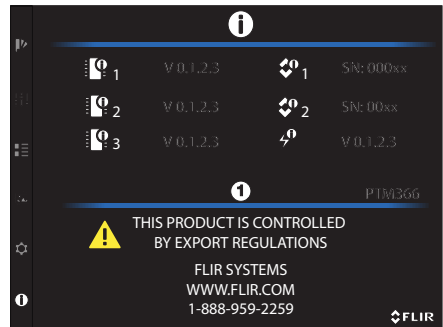 1 V 0.1.2.3 1 SN: 000xx
2 V 0.1.2.3 2 SN: 00xx
3 V 0.1.2.3 V 0.1.2.3
1 PTM366
THIS PRODUCT IS CONTROLLED
BY EXPORT REGULATIONS
FLIR SYSTEMS
WWW.FLIR.COM
1-888-959-2259
FLIR